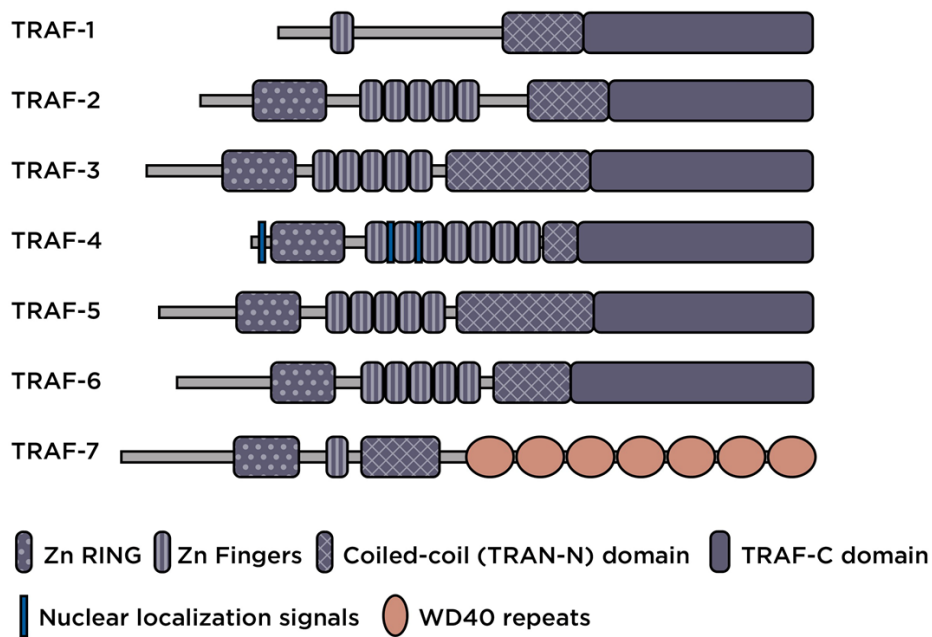 TRAF-1
TRAF-2
TRAF-3
TRAF-4
TRAF-5
TRAF-6
TRAF-7
Zn RING Zn Fingers Coiled-coil (TRAN-N) domain TRAF-C domain
Nuclear localization signals WD40 repeats